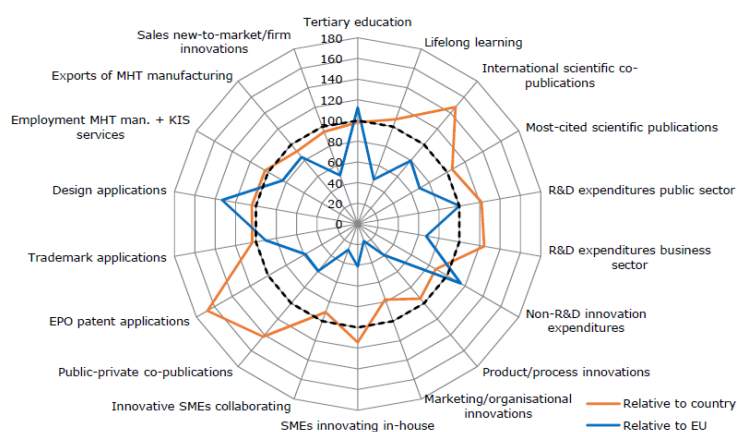 Tertiary education
Sales new-to-market/firm
innovations
Lifelong learning
180
160
140
120
100
80
60
40
20
0
Exports of MHT manufacturing
International scientific co-
publications
Employment MHT man. + KIS
services
Most-cited scientific publications
Design applications
R&D expenditures public sector
Trademark applications
R&D expenditures business
sector
EPO patent applications
Non-R&D innovation
expenditures
Public-private co-publications
Product/process innovations
Innovative SMEs collaborating
Marketing/organisational
innovations
SMEs innovating in-house
Relative to country
Relative to EU